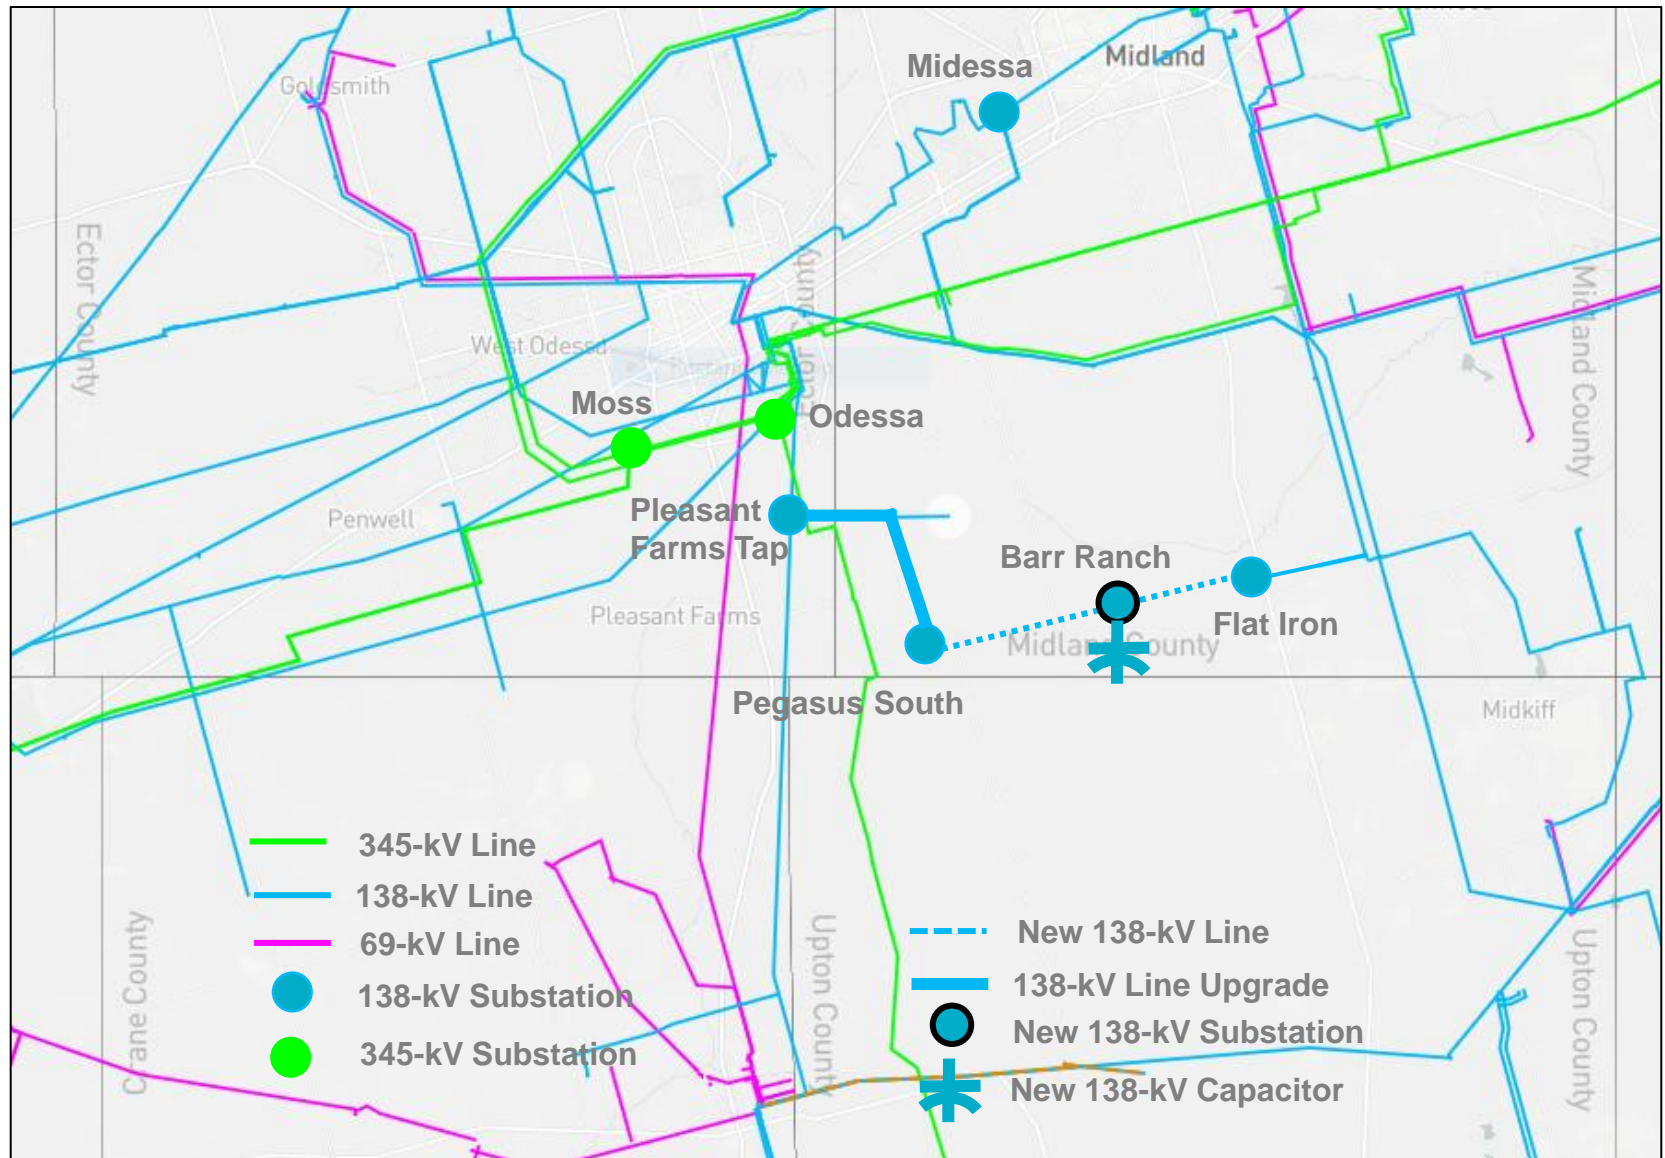 Midessa
Midland
Goldsmith
Ector County
Ector County
Midland County
West Odessa
Moss
Odessa
Penwell
Pleasant
Farms Tap
Barr Ranch
Pleasant Farms
Flat Iron
Midland County
Pegasus South
Midkiff
345-kV Line
138-kV Line
69-kV Line
138-kV Substation
345-kV Substation
Crane County
Upton County
New 138-kV Line
138-kV Line Upgrade
New 138-kV Substation
New 138-kV Capacitor
Upton County